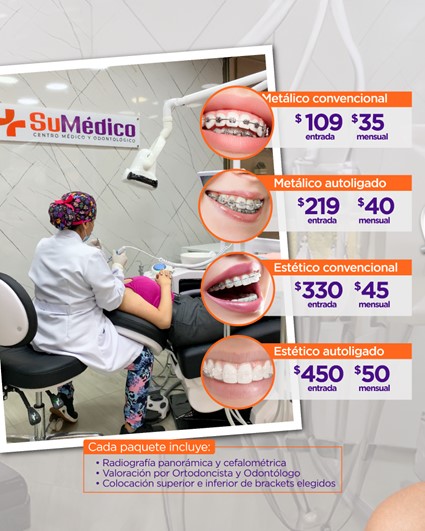 SuMédico
CENTRO MÉDICO Y ODONTOLÓGICO
Metálico convencional
$109 $35
entrada mensual
Metálico autoligado
$219 $40
entrada mensual
Estético convencional
$330 $45
entrada mensual
Estético autoligado
$450 $50
entrada mensual
Cada paquete incluye:
• Radiografía panorámica y cefalométrica
• Valoración por Ortodoncista y Odontólogo
• Colocación superior e inferior de brackets elegidos